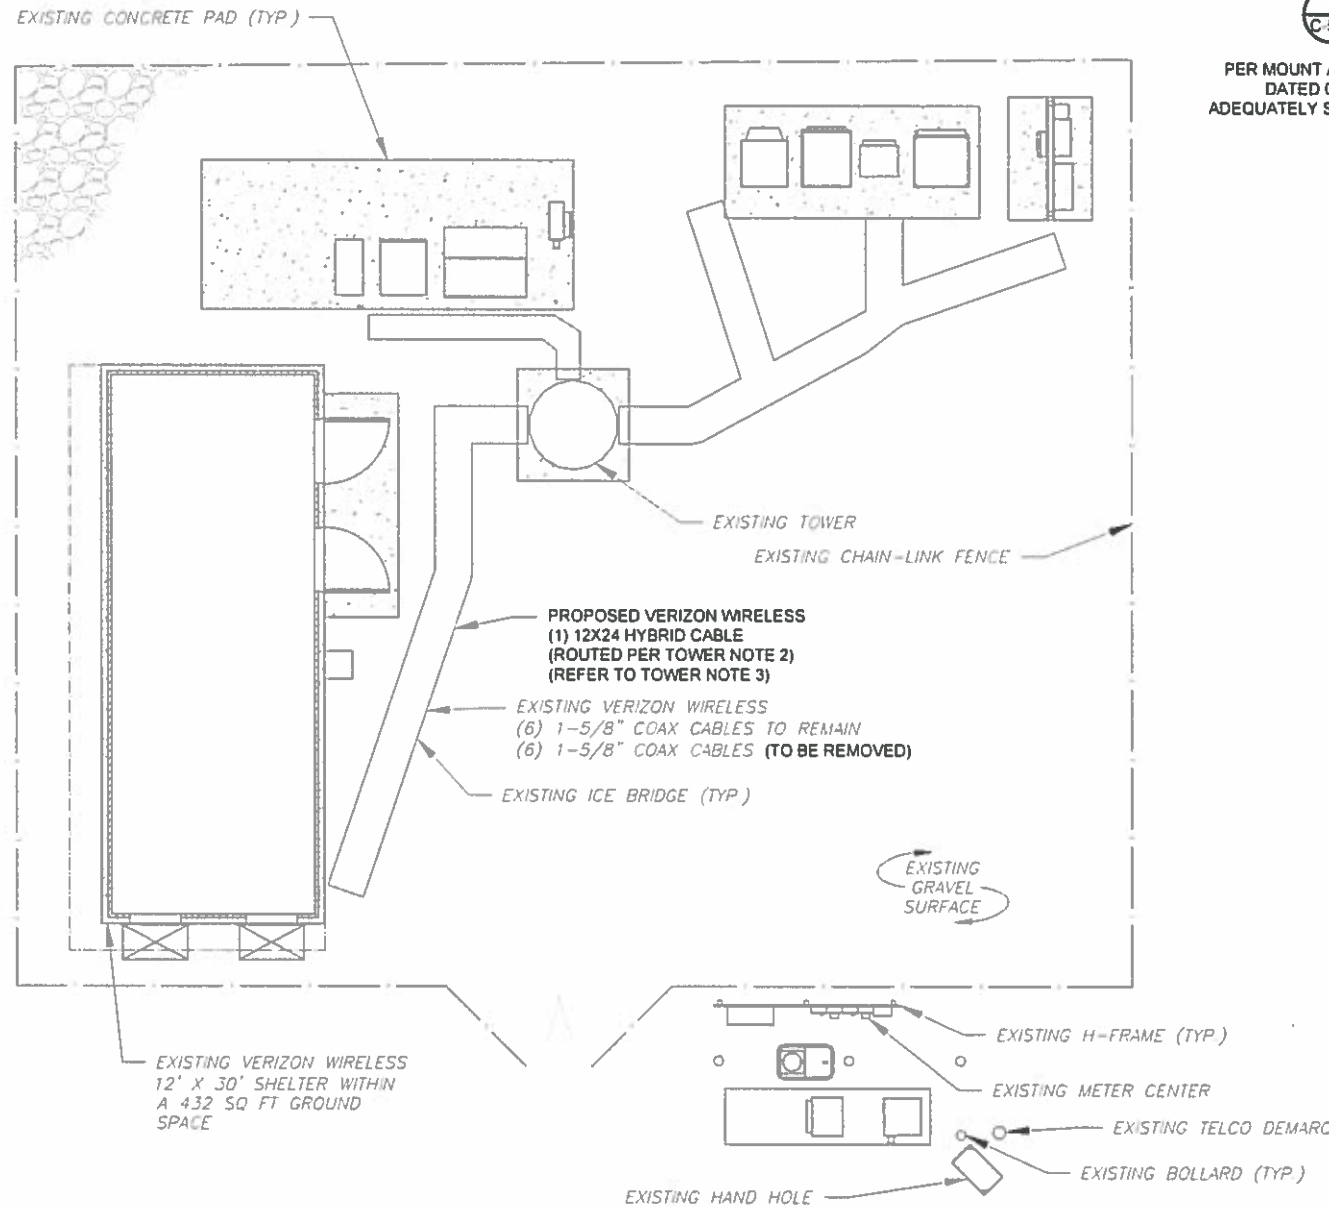 EXISTING CONCRETE PAD (TYP.)
PER MOUNT
DATED
ADEQUATELY
EXISTING TOWER
EXISTING CHAIN-LINK FENCE
PROPOSED VERIZON WIRELESS
(1) 12X24 HYBRID CABLE
(ROUTED PER TOWER NOTE 2)
(REFER TO TOWER NOTE 3)
EXISTING VERIZON WIRELESS
(6) 1-5/8" COAX CABLES TO REMAIN
(6) 1-5/8" COAX CABLES (TO BE REMOVED)
EXISTING ICE BRIDGE (TYP.)
EXISTING
GRAVEL
SURFACE
EXISTING H-FRAME (TYP.)
EXISTING VERIZON WIRELESS
12' X 30' SHELTER WITHIN
A 432 SQ FT GROUND
SPACE
EXISTING METER CENTER
EXISTING TELCO DEMARC
EXISTING BOLLARD (TYP.)
EXISTING HAND HOLE